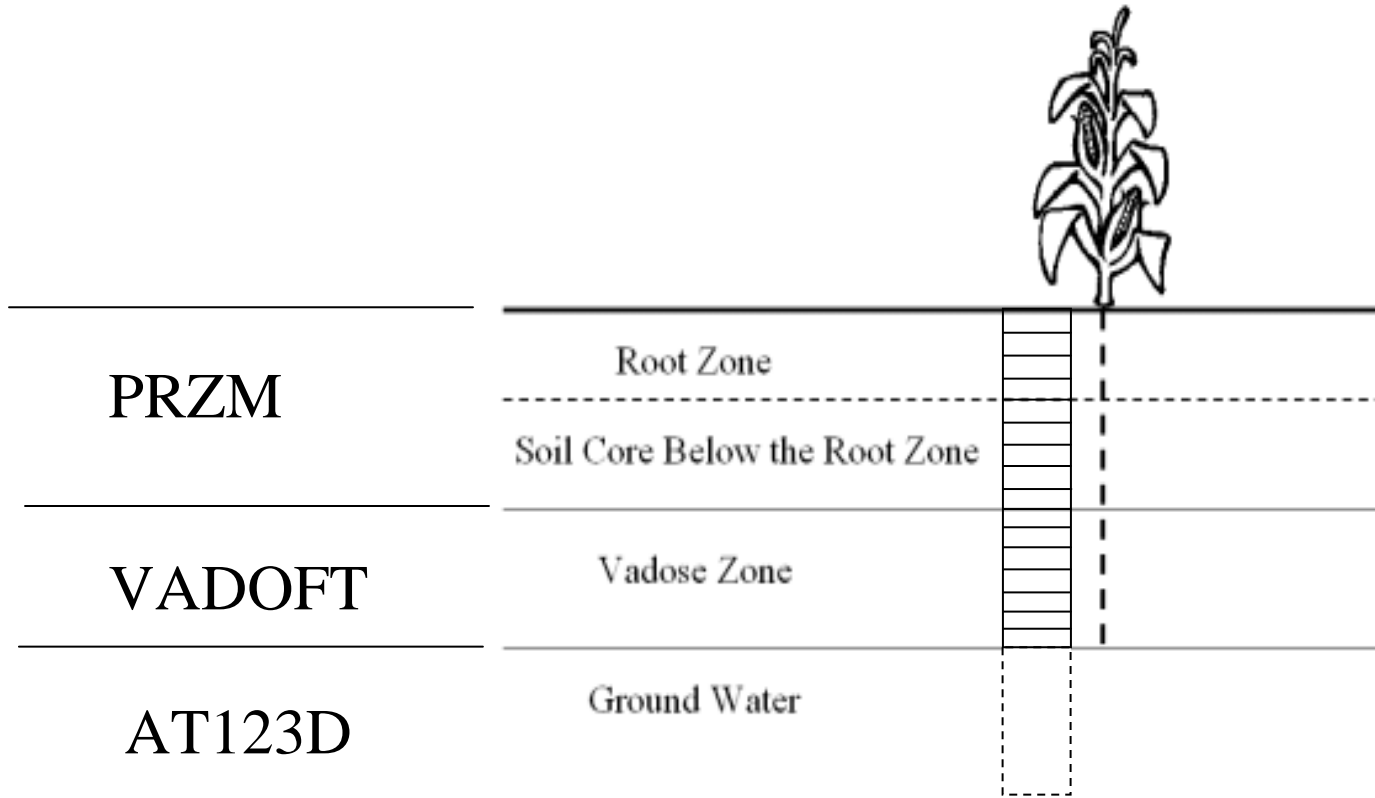 Root Zone
PRZM
Soil Core Below the Root Zone
VADOFT
Vadose Zone
AT123D
Ground Water